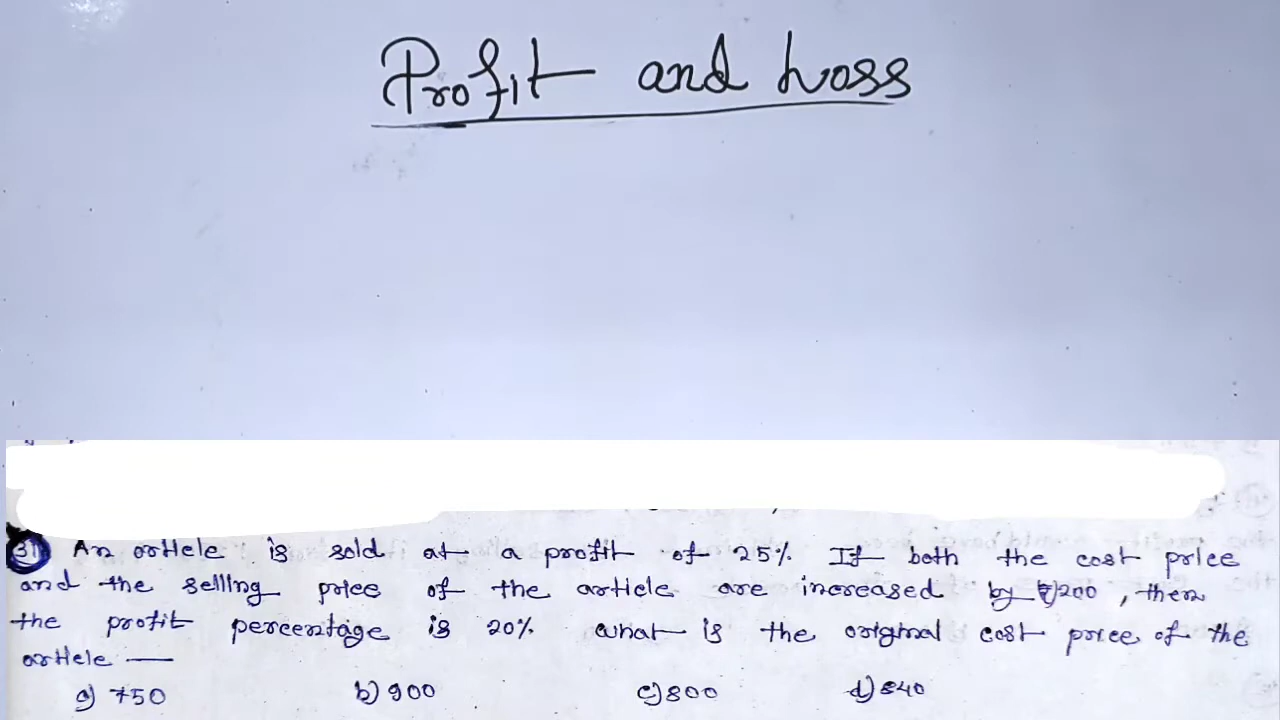 Profit and Loss
31 An article is sold at a profit of 25% If both the cost price
and the selling price of the article are increased by ₹200, then
the profit percentage is 20% what is the original cost price of the
article —
a) 750 b) 900 c) 800 d) 840